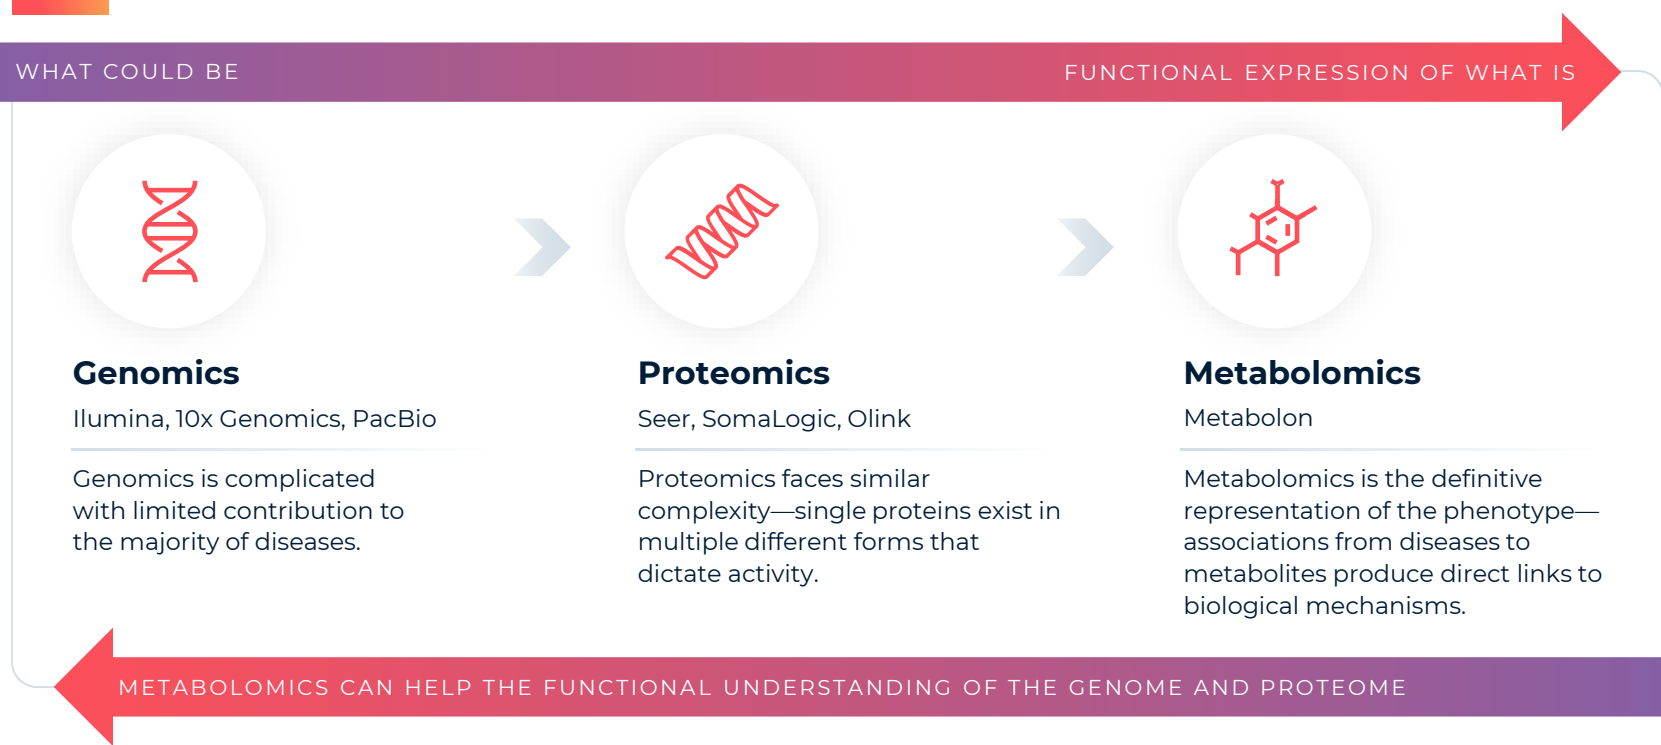 WHAT COULD BE
FUNCTIONAL EXPRESSION OF WHAT IS
Genomics
Ilumina, 10x Genomics, PacBio
Genomics is complicated
with limited contribution to
the majority of diseases.
Proteomics
Seer, SomaLogic, Olink
Proteomics faces similar
complexity—single proteins exist in
multiple different forms that
dictate activity.
Metabolomics
Metabolon
Metabolomics is the definitive
representation of the phenotype—
associations from diseases to
metabolites produce direct links to
biological mechanisms.
METABOLOMICS CAN HELP THE FUNCTIONAL UNDERSTANDING OF THE GENOME AND PROTEOME